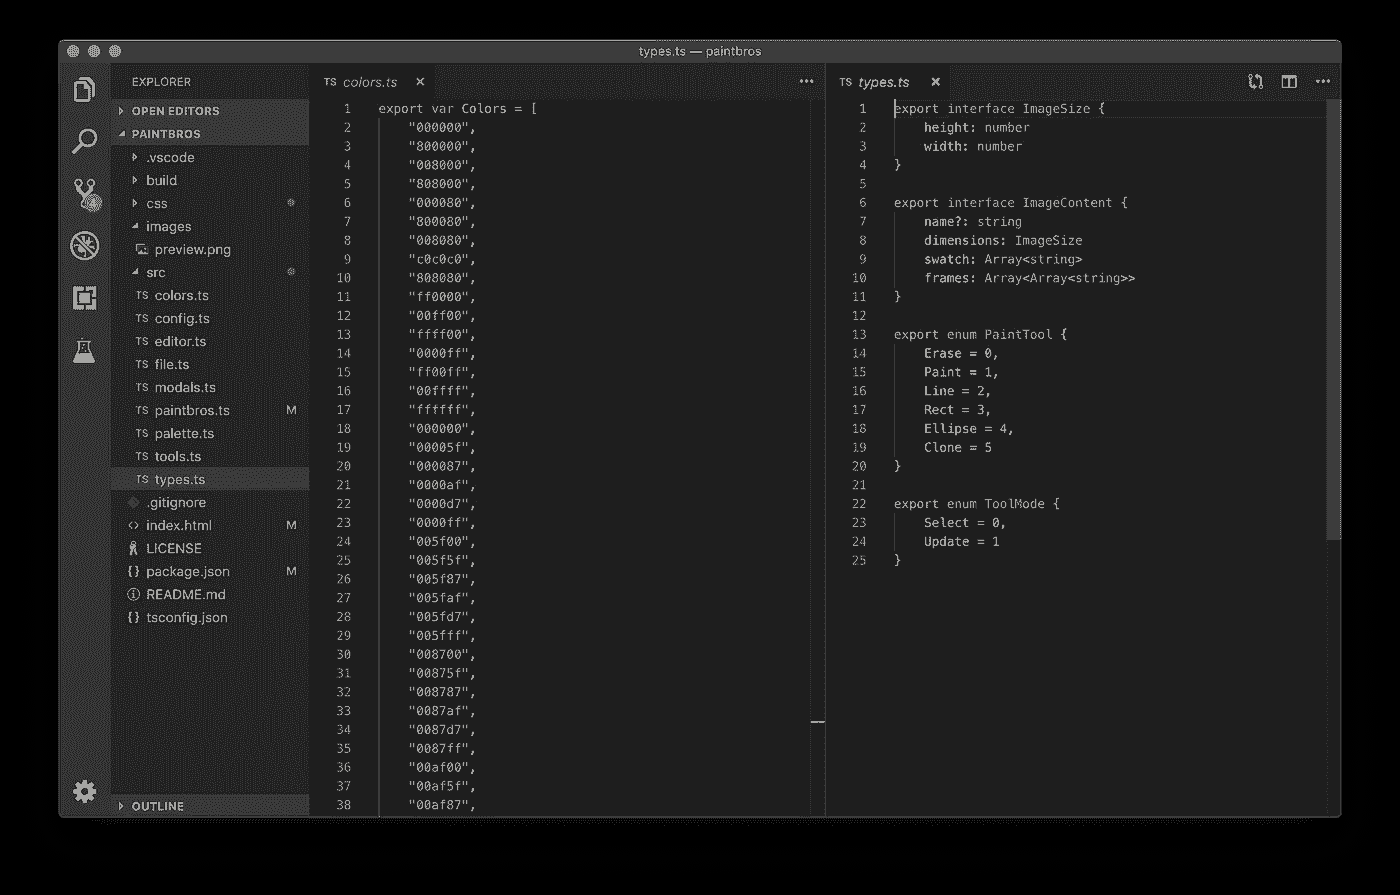 types.ts — paintbros
EXPLORER
OPEN EDITORS
PAINTBROS
.vscode
build
css
images
preview.png
src
TS colors.ts
TS config.ts
TS editor.ts
TS file.ts
TS modals.ts
TS paintbros.ts M
TS palette.ts
TS tools.ts
TS types.ts
.gitignore
<> index.html M
LICENSE
{} package.json M
README.md
{} tsconfig.json
OUTLINE
TS colors.ts × ...
1 export var Colors = [
2 "000000",
3 "800000",
4 "008000",
5 "808000",
6 "000080",
7 "800080",
8 "008080",
9 "c0c0c0",
10 "808080",
11 "ff0000",
12 "00ff00",
13 "ffff00",
14 "0000ff",
15 "ff00ff",
16 "00ffff",
17 "ffffff",
18 "000000",
19 "00005f",
20 "000087",
21 "0000af",
22 "0000d7",
23 "0000ff",
24 "005f00",
25 "005f5f",
26 "005f87",
27 "005faf",
28 "005fd7",
29 "005fff",
30 "008700",
31 "00875f",
32 "008787",
33 "0087af",
34 "0087d7",
35 "0087ff",
36 "00af00",
37 "00af5f",
38 "00af87",
TS types.ts × ...
1 export interface ImageSize {
2 height: number
3 width: number
4 }
5
6 export interface ImageContent {
7 name?: string
8 dimensions: ImageSize
9 swatch: Array<string>
10 frames: Array<Array<string>>
11 }
12
13 export enum PaintTool {
14 Erase = 0,
15 Paint = 1,
16 Line = 2,
17 Rect = 3,
18 Ellipse = 4,
19 Clone = 5
20 }
21
22 export enum ToolMode {
23 Select = 0,
24 Update = 1
25 }